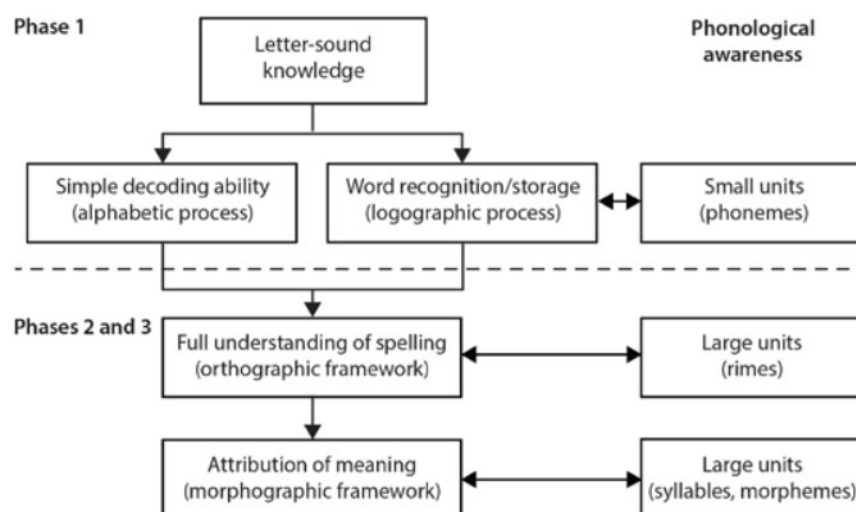 Phase 1
Letter-sound
knowledge
Phonological
awareness
Simple decoding ability
(alphabetic process)
Word recognition/storage
(logographic process)
Small units
(phonemes)
Phases 2 and 3
Full understanding of spelling
(orthographic framework)
Large units
(rimes)
Attribution of meaning
(morphographic framework)
Large units
(syllables, morphemes)